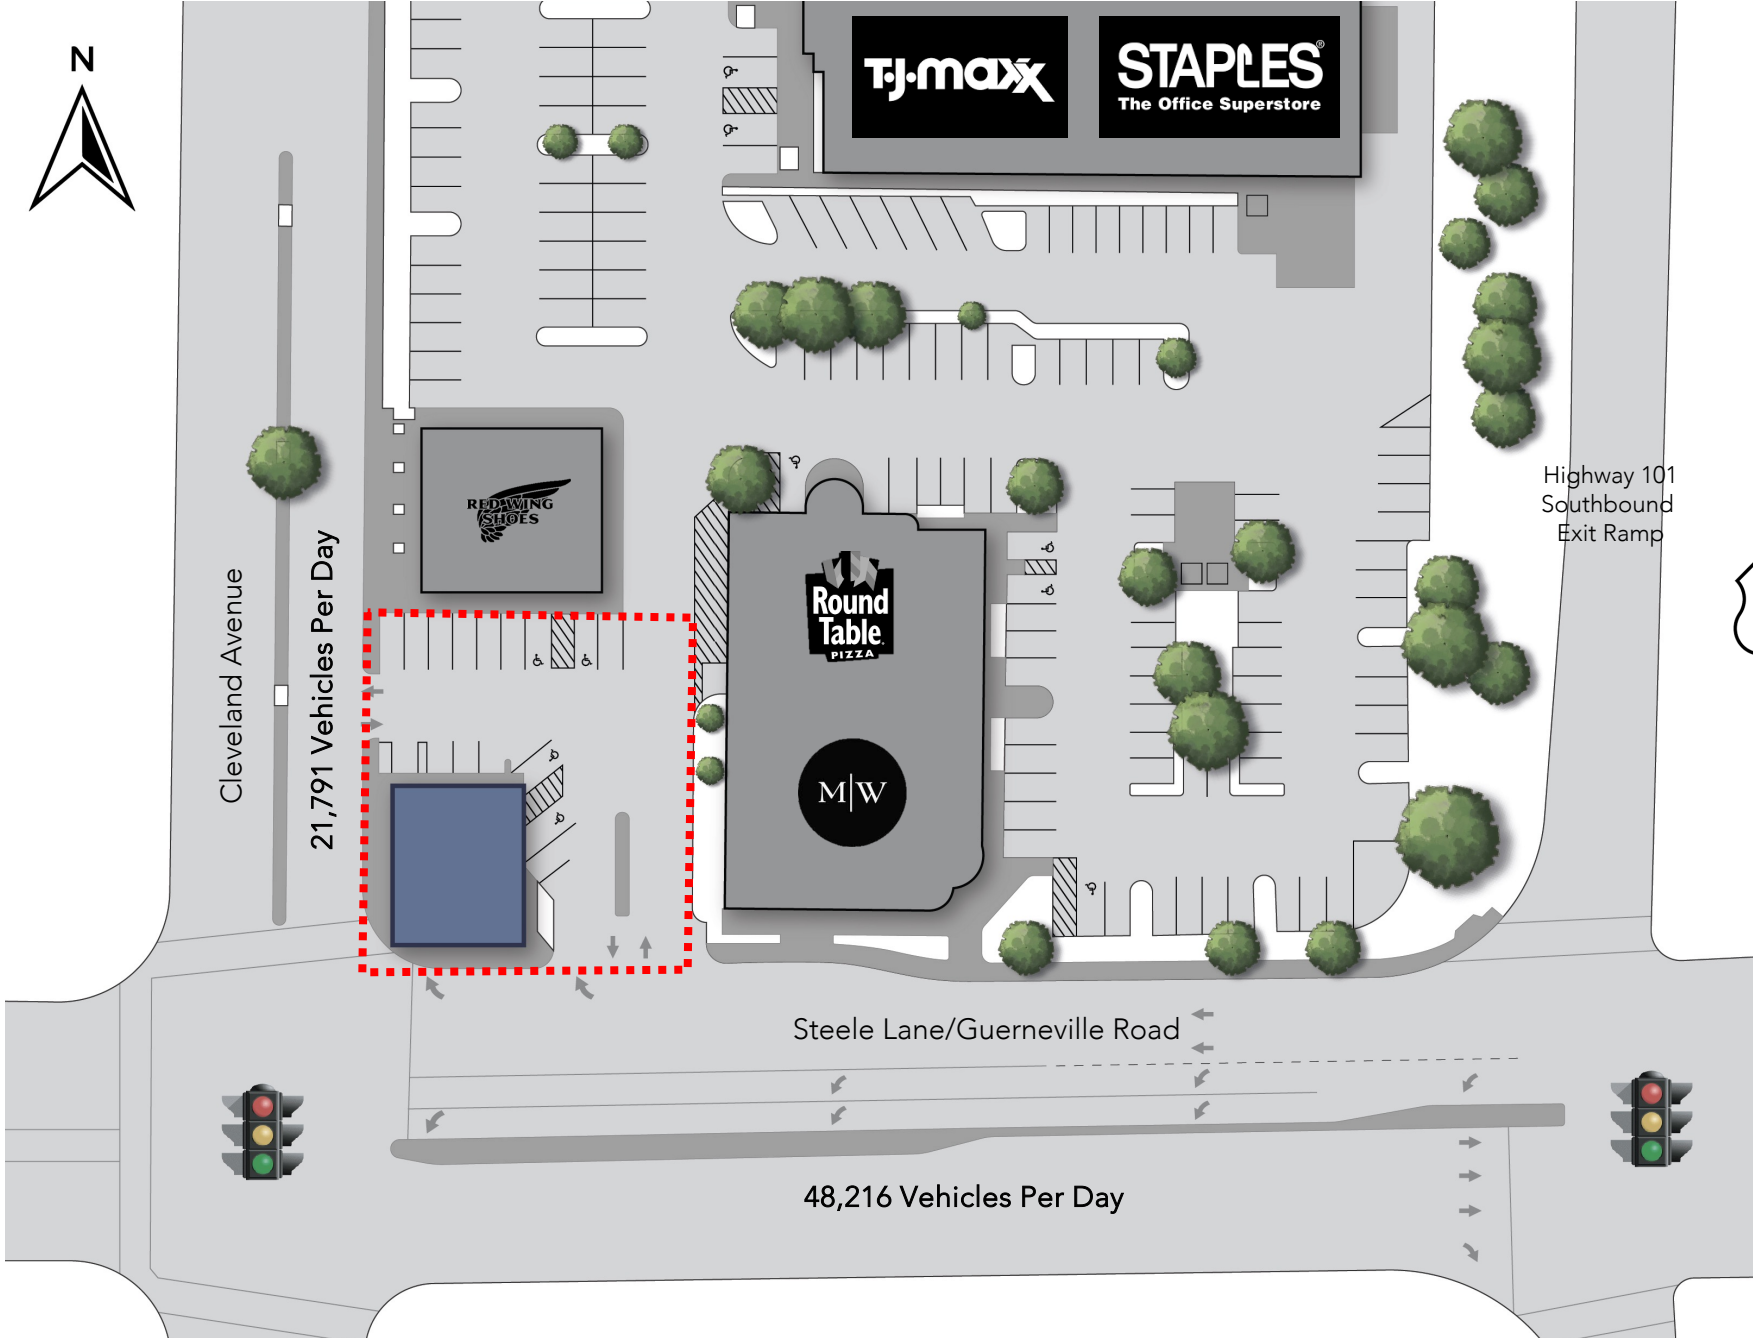 N
T·J·maxx
STAPLES®
The Office Superstore
Highway 101
Southbound
Exit Ramp
RED WING
SHOES
Cleveland Avenue
21,791 Vehicles Per Day
Round
Table
PIZZA
M|W
Steele Lane/Guerneville Road
48,216 Vehicles Per Day